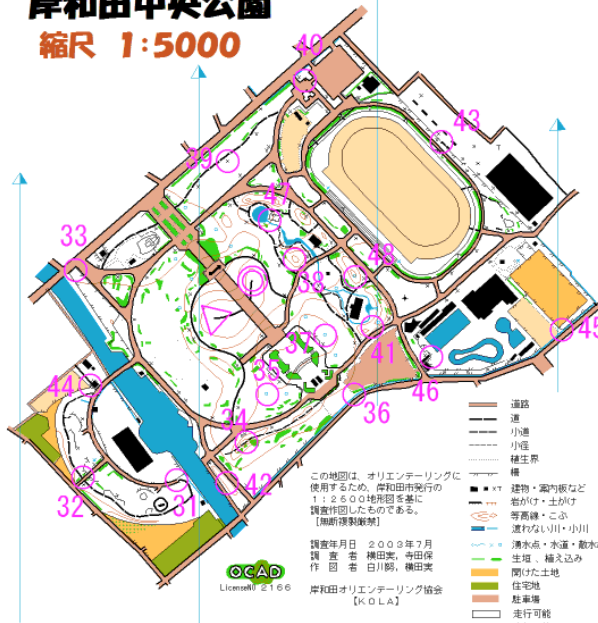 岸和田中央公園
縮尺 1:5000
40
43
39
47
33
38
48
37
41
45
46
44
35
36
34
32
31
42
道路
道
小道
小径
植生界
柵
建物・案内板など
岩がけ・土がけ
等高線・こぶ
渡れない川・小川
湧水点・水道・散水
生垣、植え込み
開けた土地
住宅地
駐車場
走行可能
この地図は、オリエンテーリングに
使用するため、岸和田市発行の
1:2500地形図を基に
調査作図したものである。
[無断複製厳禁]
調査年月日 2003年7月
調 査 者 横田実、寺田保
作 図 者 白川郷、横田実
OCAD
LicenseN0 2166
岸和田オリエンテーリング協会
【KOLA】